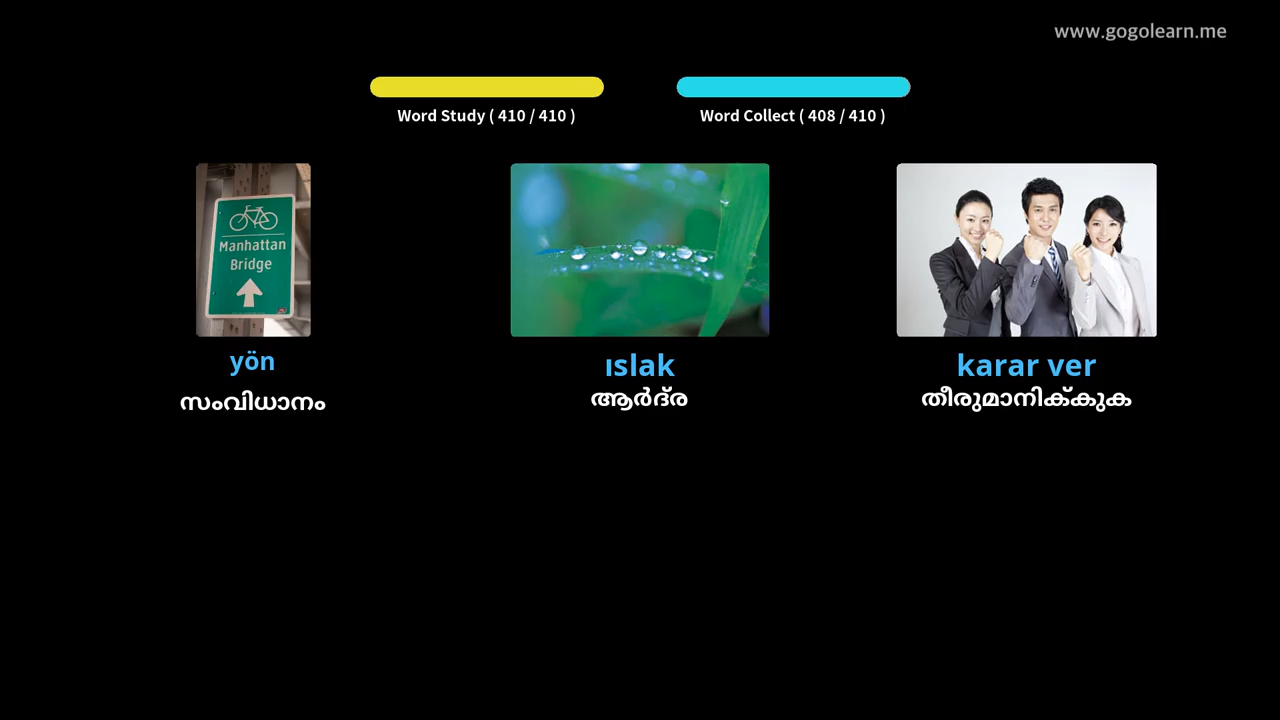 www.gogolearn.me
Word Study ( 410 / 410 )
Word Collect ( 408 / 410 )
Manhattan
Bridge
yön
സംവിധാനം
ıslak
ആർദ്ര
karar ver
തീരുമാനിക്കുക